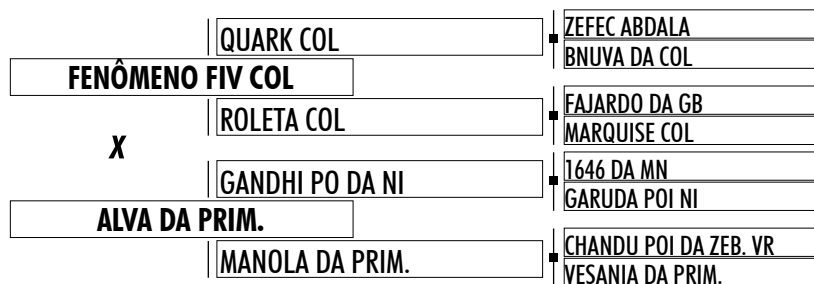 QUARK COL
ZEFEC ABDALA
BNUVA DA COL
FENÔMENO FIV COL
ROLETA COL
FAJARDO DA GB
MARQUISE COL
X
GANDHI PO DA NI
1646 DA MN
GARUDA POI NI
ALVA DA PRIM.
MANOLA DA PRIM.
CHANDU POI DA ZEB. VR
VESANIA DA PRIM.